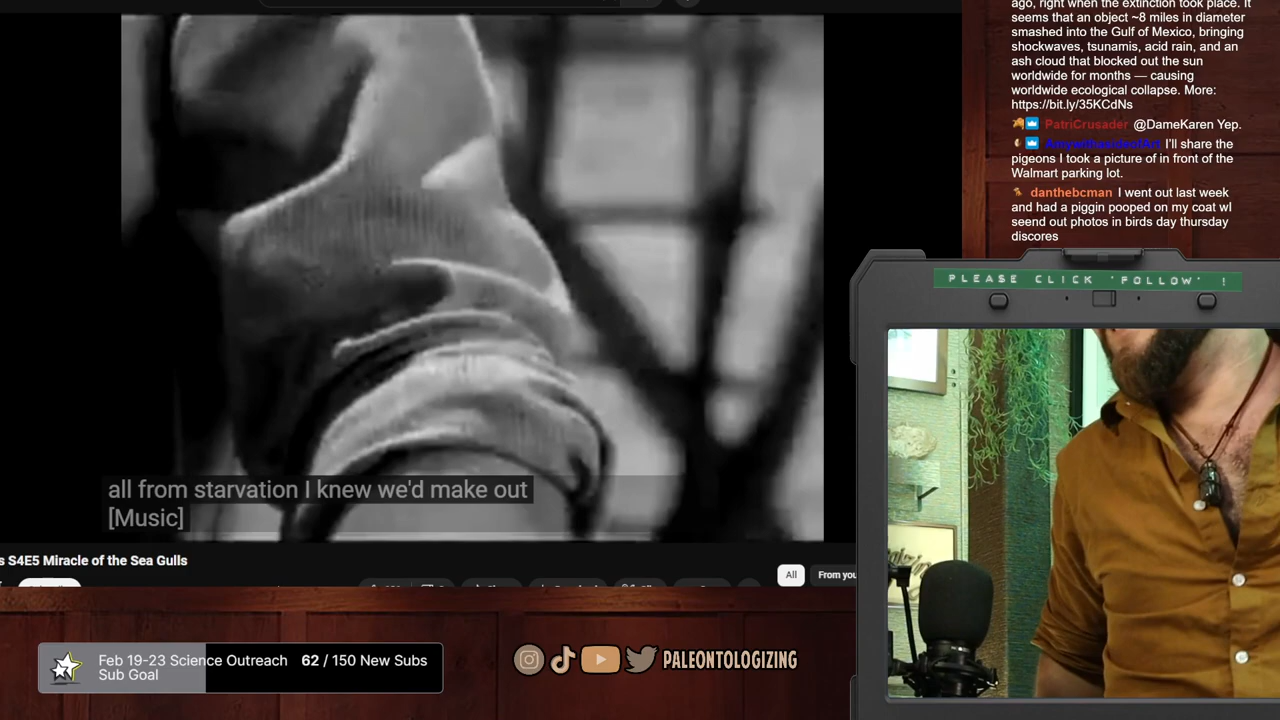 ago, right when the extinction took place. It
seems that an object ~8 miles in diameter
smashed into the Gulf of Mexico, bringing
shockwaves, tsunamis, acid rain, and an
ash cloud that blocked out the sun
worldwide for months — causing
worldwide ecological collapse. More:
https://bit.ly/35KCdNs
PatriCrusader @DameKaren Yep.
AmywithasideofArt I'll share the
pigeons I took a picture of in front of the
Walmart parking lot.
danthebcman I went out last week
and had a piggin pooped on my coat wl
seend out photos in birds day thursday
discores
PLEASE CLICK 'FOLLOW' !
all from starvation I knew we'd make out
[Music]
s S4E5 Miracle of the Sea Gulls
All
From you
Feb 19-23 Science Outreach 62 / 150 New Subs
Sub Goal
PALEONTOLOGIZING